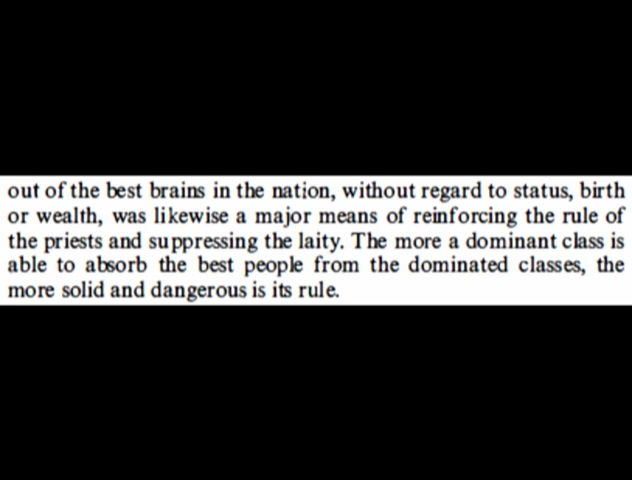 out of the best brains in the nation, without regard to status, birth
or wealth, was likewise a major means of reinforcing the rule of
the priests and suppressing the laity. The more a dominant class is
able to absorb the best people from the dominated classes, the
more solid and dangerous is its rule.